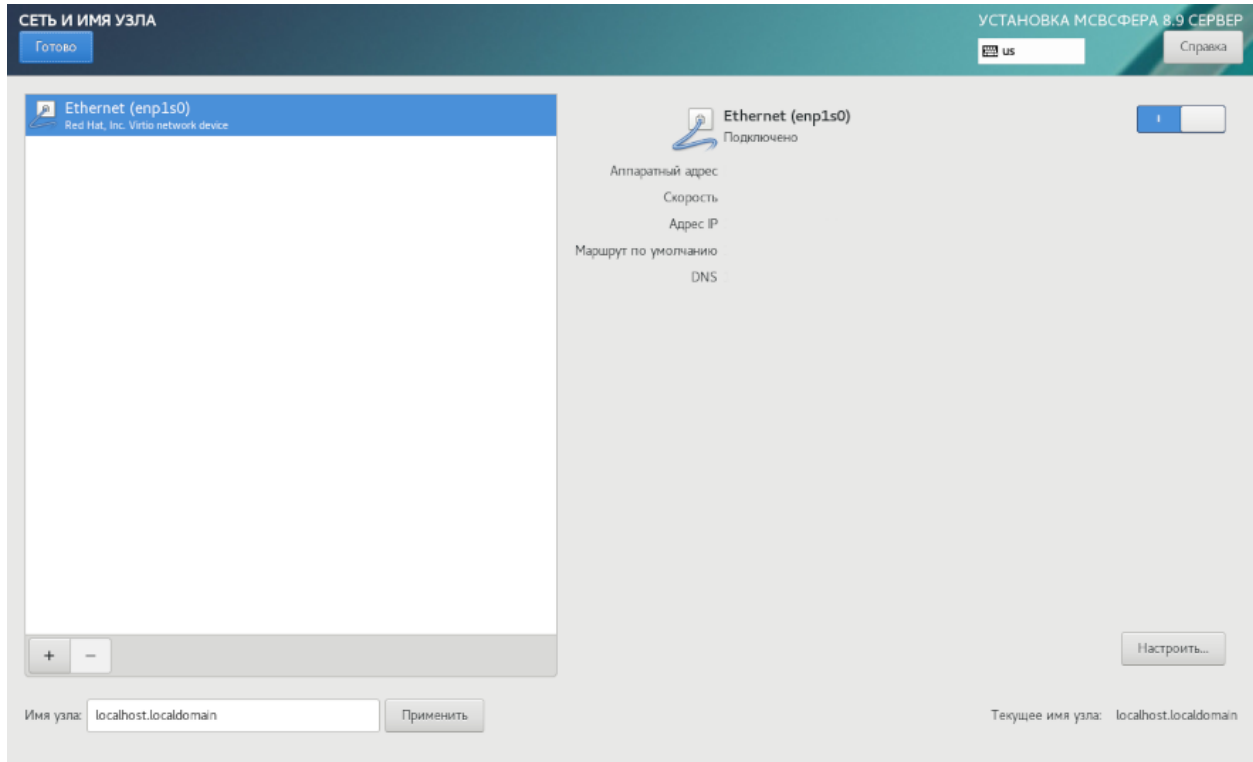 СЕТЬ И ИМЯ УЗЛА
Готово
УСТАНОВКА МСВСФЕРА 8.9 СЕРВЕР
us
Справка
Ethernet (enp1s0)
Red Hat, Inc. Virtio network device
Ethernet (enp1s0)
Подключено
Аппаратный адрес
Скорость
Адрес IP
Маршрут по умолчанию
DNS
+ −
Настроить...
Имя узла: localhost.localdomain Применить
Текущее имя узла: localhost.localdomain